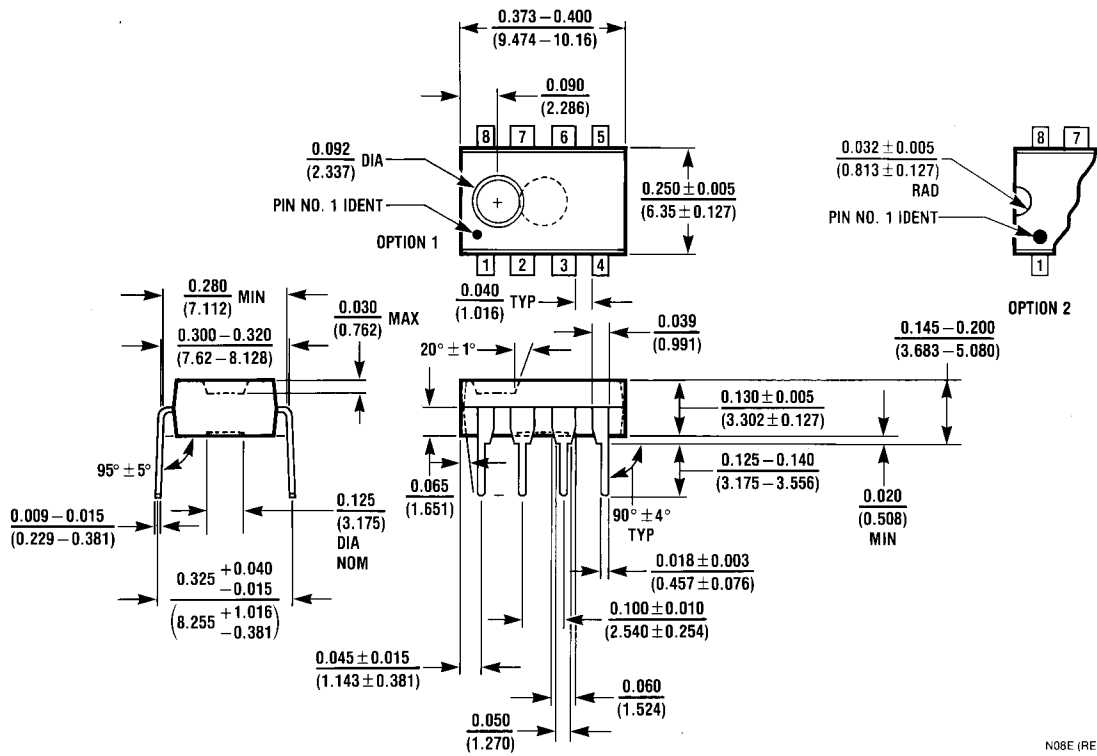 0.373 – 0.400
(9.474 – 10.16)
0.090
(2.286)
8 7 6 5
0.092 DIA
(2.337)
PIN NO. 1 IDENT
OPTION 1
1 2 3 4
0.250 ± 0.005
(6.35 ± 0.127)
8 7
0.032 ± 0.005
(0.813 ± 0.127)
RAD
PIN NO. 1 IDENT
1
OPTION 2
0.280 MIN
(7.112)
0.030 MAX
(0.762)
0.300 – 0.320
(7.62 – 8.128)
0.040 TYP
(1.016)
0.039
(0.991)
0.145 – 0.200
(3.683 – 5.080)
20° ± 1°
0.130 ± 0.005
(3.302 ± 0.127)
95° ± 5°
0.065
(1.651)
0.125 – 0.140
(3.175 – 3.556)
90° ± 4°
TYP
0.020
(0.508)
MIN
0.009 – 0.015
(0.229 – 0.381)
0.125
(3.175)
DIA
NOM
0.018 ± 0.003
(0.457 ± 0.076)
0.325 +0.040
-0.015
(8.255 +1.016
-0.381)
0.100 ± 0.010
(2.540 ± 0.254)
0.045 ± 0.015
(1.143 ± 0.381)
0.060
(1.524)
0.050
(1.270)
N08E (RE